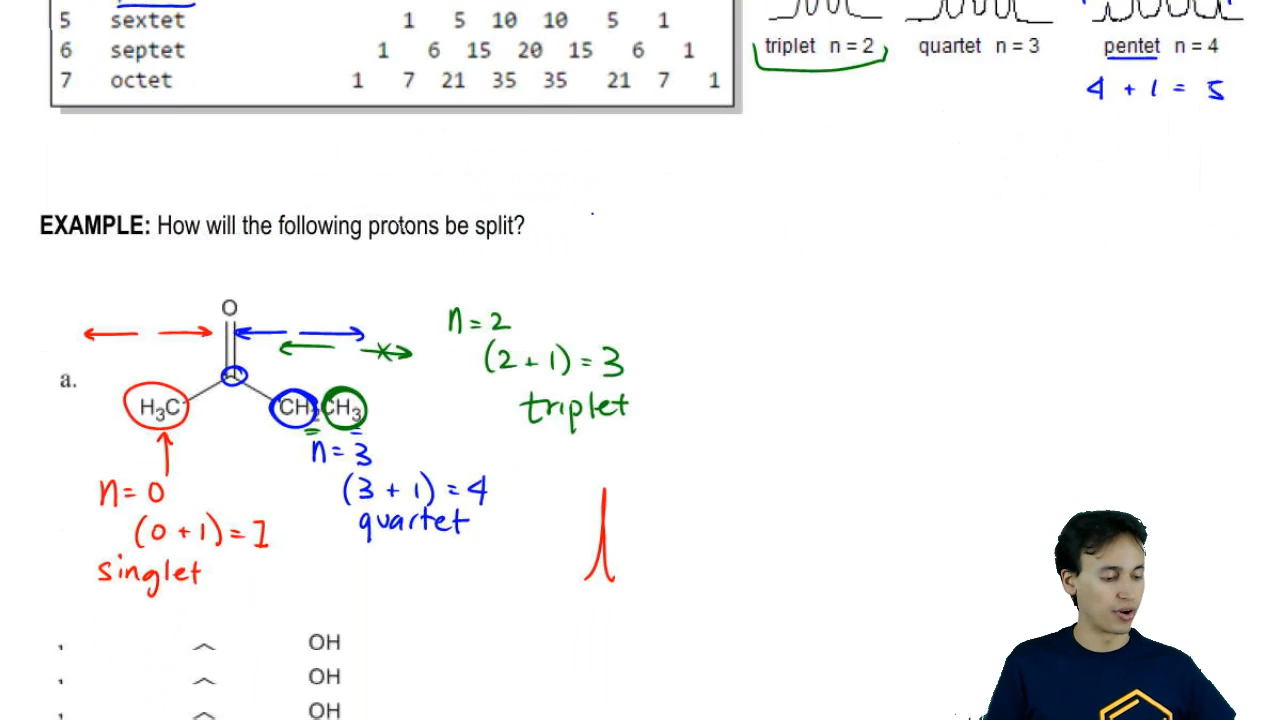 5 sextet 1 5 10 10 5 1
6 septet 1 6 15 20 15 6 1
7 octet 1 7 21 35 35 21 7 1
triplet n = 2 quartet n = 3 pentet n = 4
4 + 1 = 5
EXAMPLE: How will the following protons be split?
O
a.
H3C CH2CH3
n = 2
(2 + 1) = 3
triplet
n = 3
(3 + 1) = 4
quartet
n = 0
(0 + 1) = 1
singlet
OH
OH
OH